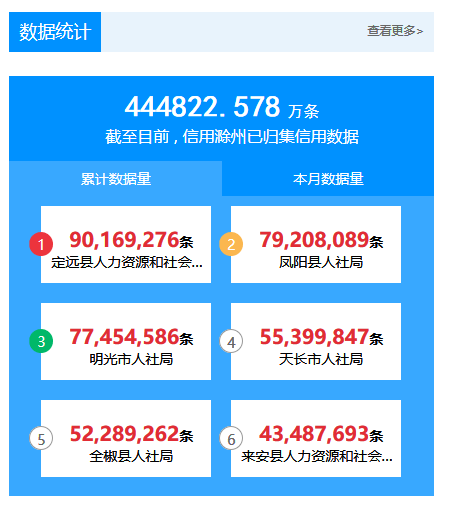 数据统计
查看更多>
444822.578 万条
截至目前，信用滁州已归集信用数据
累计数据量
本月数据量
1
90,169,276条
定远县人力资源和社会...
2
79,208,089条
凤阳县人社局
3
77,454,586条
明光市人社局
4
55,399,847条
天长市人社局
5
52,289,262条
全椒县人社局
6
43,487,693条
来安县人力资源和社会...